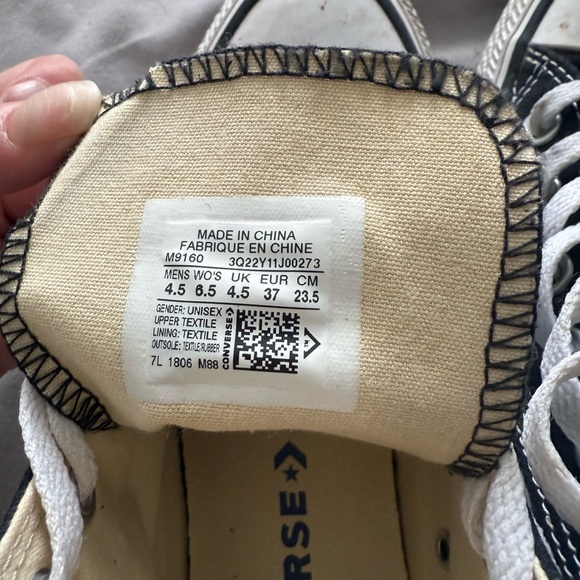 MADE IN CHINA
FABRIQUE EN CHINE
M9160 3Q22Y11J00273
MENS WO'S UK EUR CM
4.5 6.5 4.5 37 23.5
GENDER: UNISEX
UPPER TEXTILE
LINING: TEXTILE
OUTSOLE: TEXTILE/RUBBER
7L 1806 M88
CONVERSE
ERSE